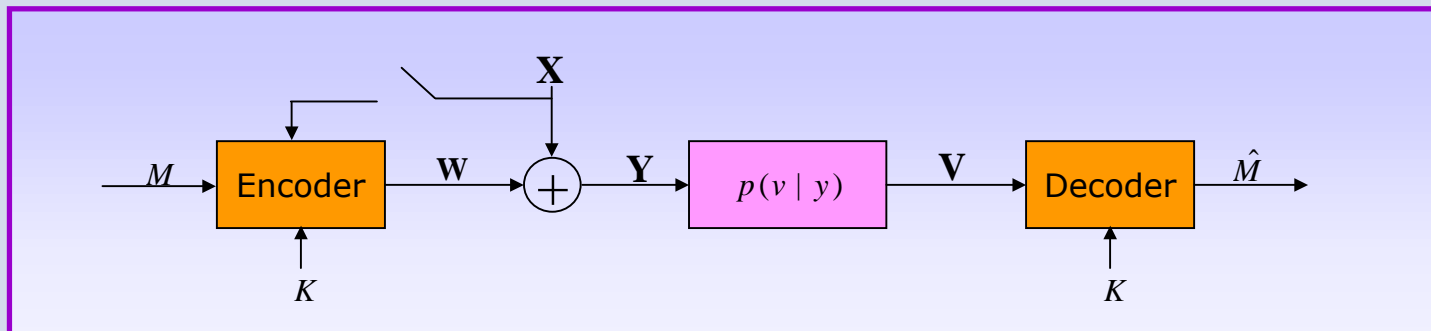 X
M Encoder W + Y p(v | y) V Decoder M̂
K K